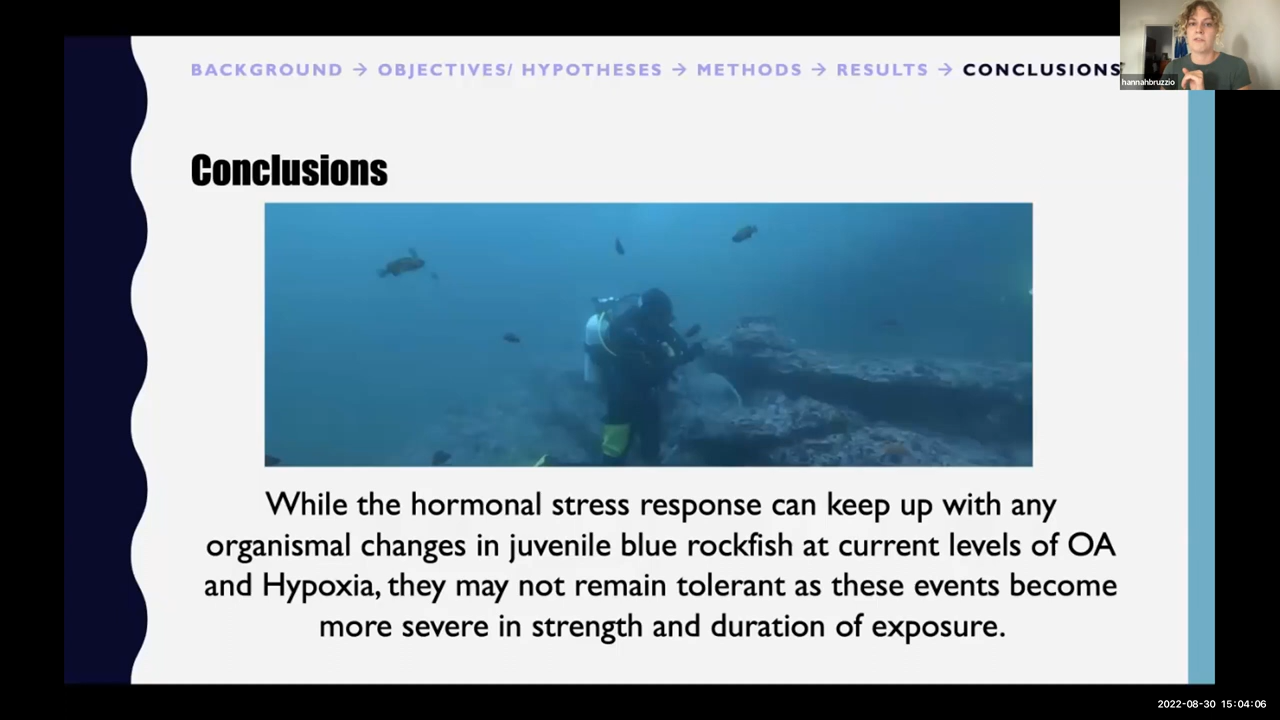 BACKGROUND → OBJECTIVES/ HYPOTHESES → METHODS → RESULTS → CONCLUSIONS
hannahbruzzio
Conclusions
While the hormonal stress response can keep up with any
organismal changes in juvenile blue rockfish at current levels of OA
and Hypoxia, they may not remain tolerant as these events become
more severe in strength and duration of exposure.
2022-08-30 15:04:06